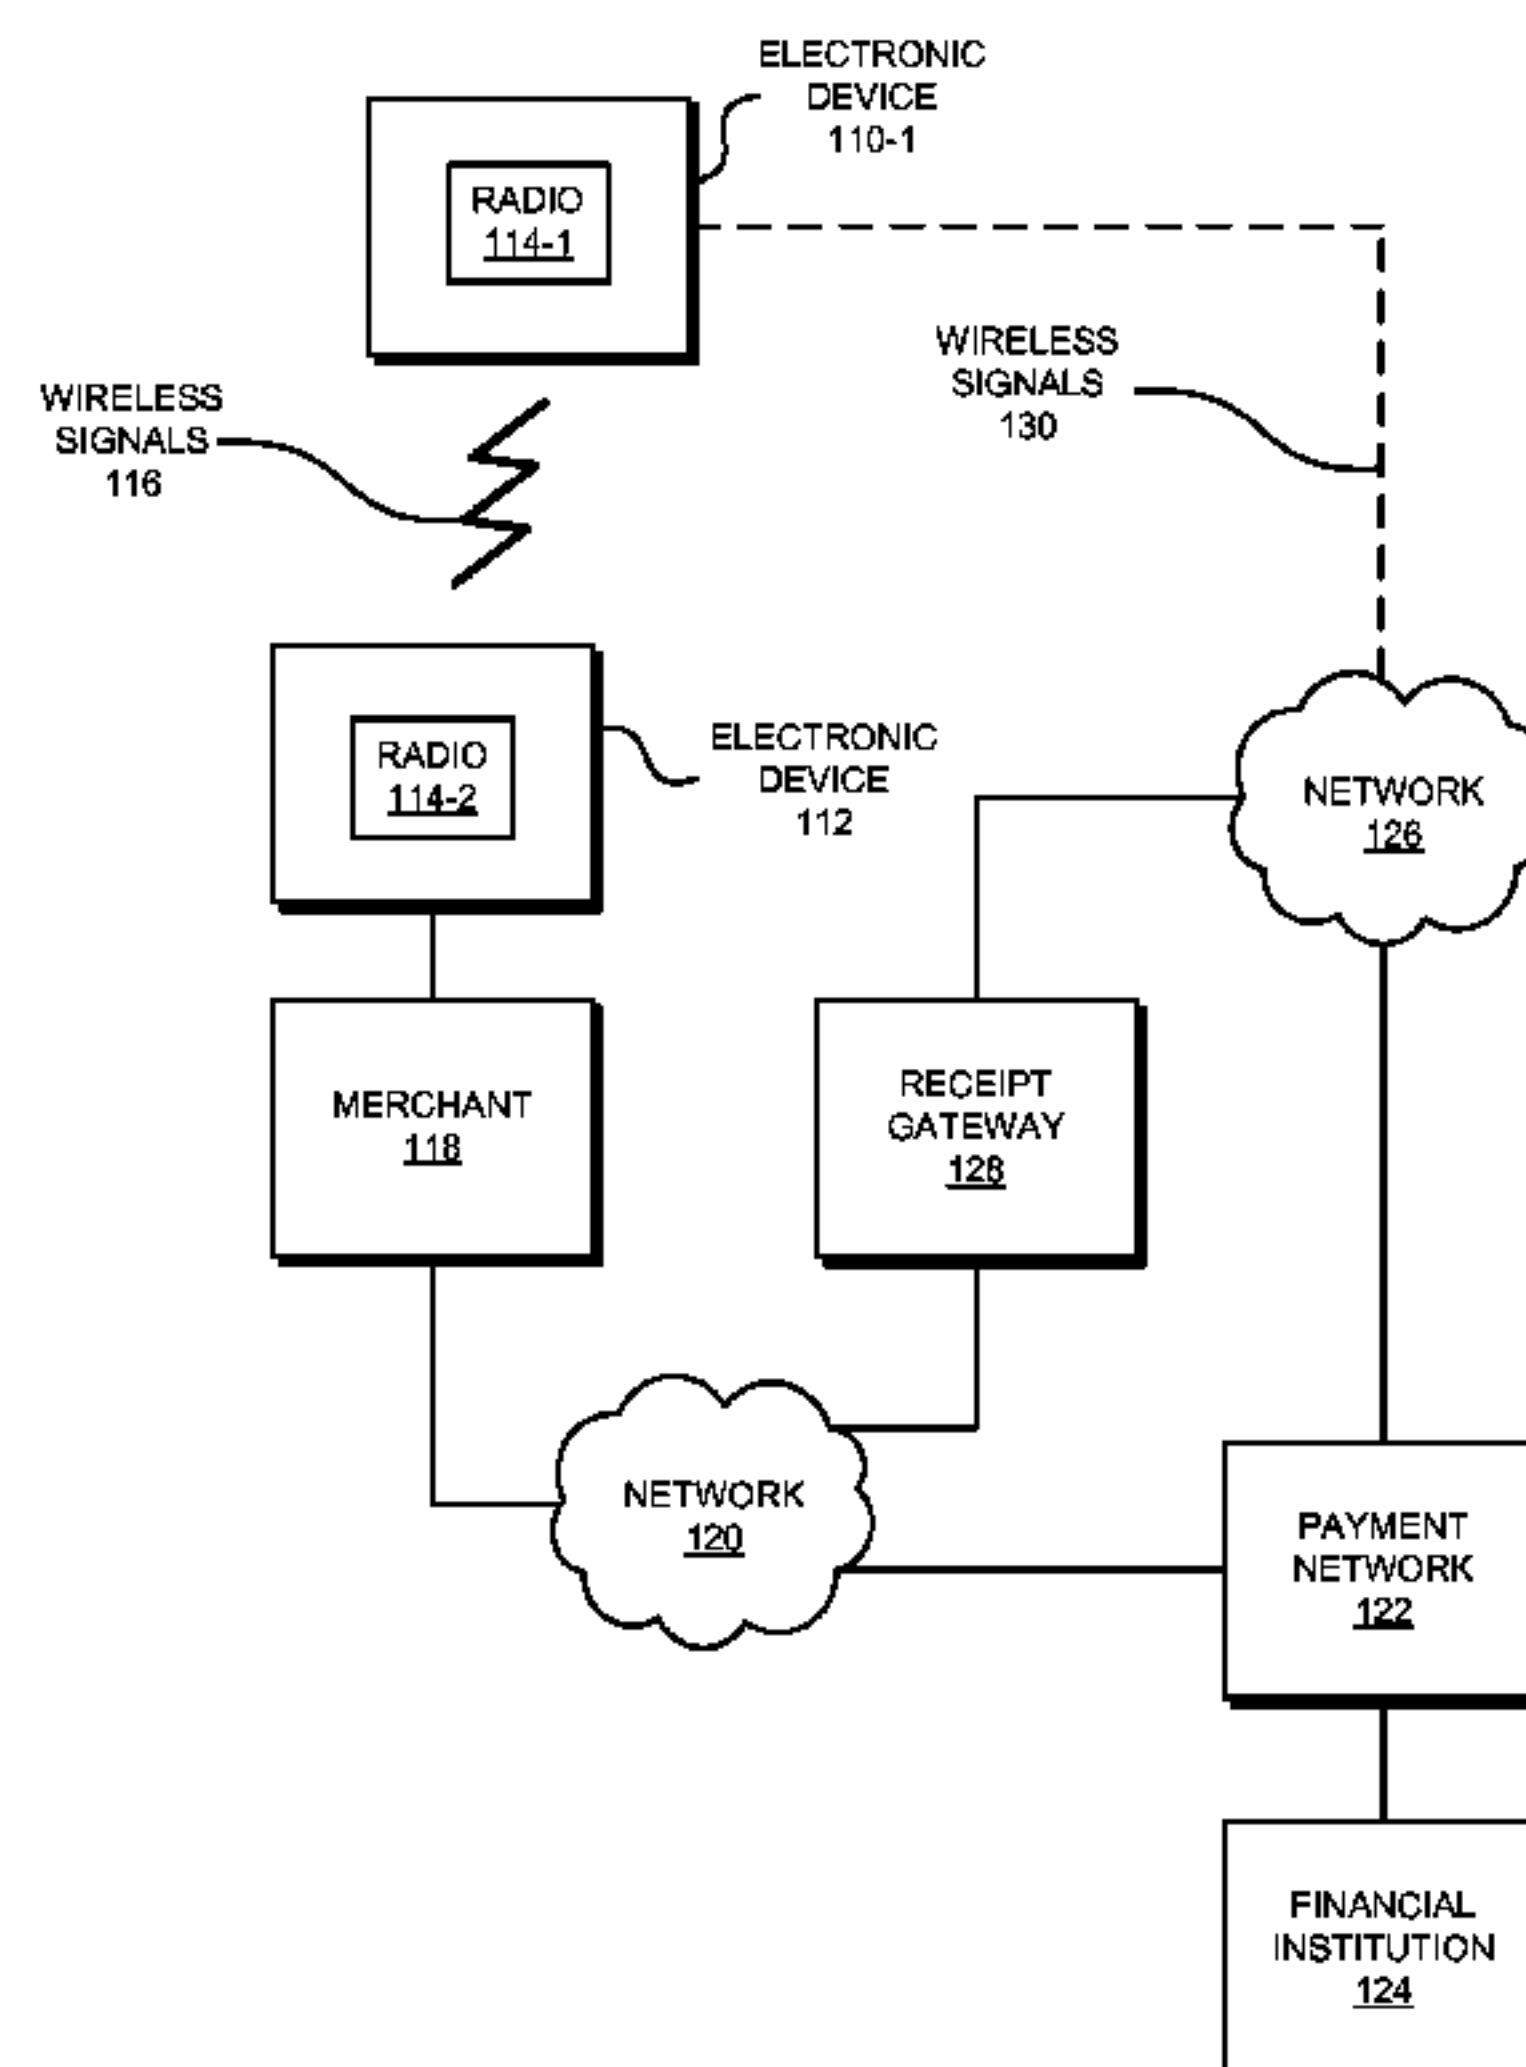 ELECTRONIC
DEVICE
110-1
RADIO
114-1
WIRELESS
SIGNALS
130
WIRELESS
SIGNALS
116
RADIO
114-2
ELECTRONIC
DEVICE
112
NETWORK
126
MERCHANT
118
RECEIPT
GATEWAY
128
NETWORK
120
PAYMENT
NETWORK
122
FINANCIAL
INSTITUTION
124